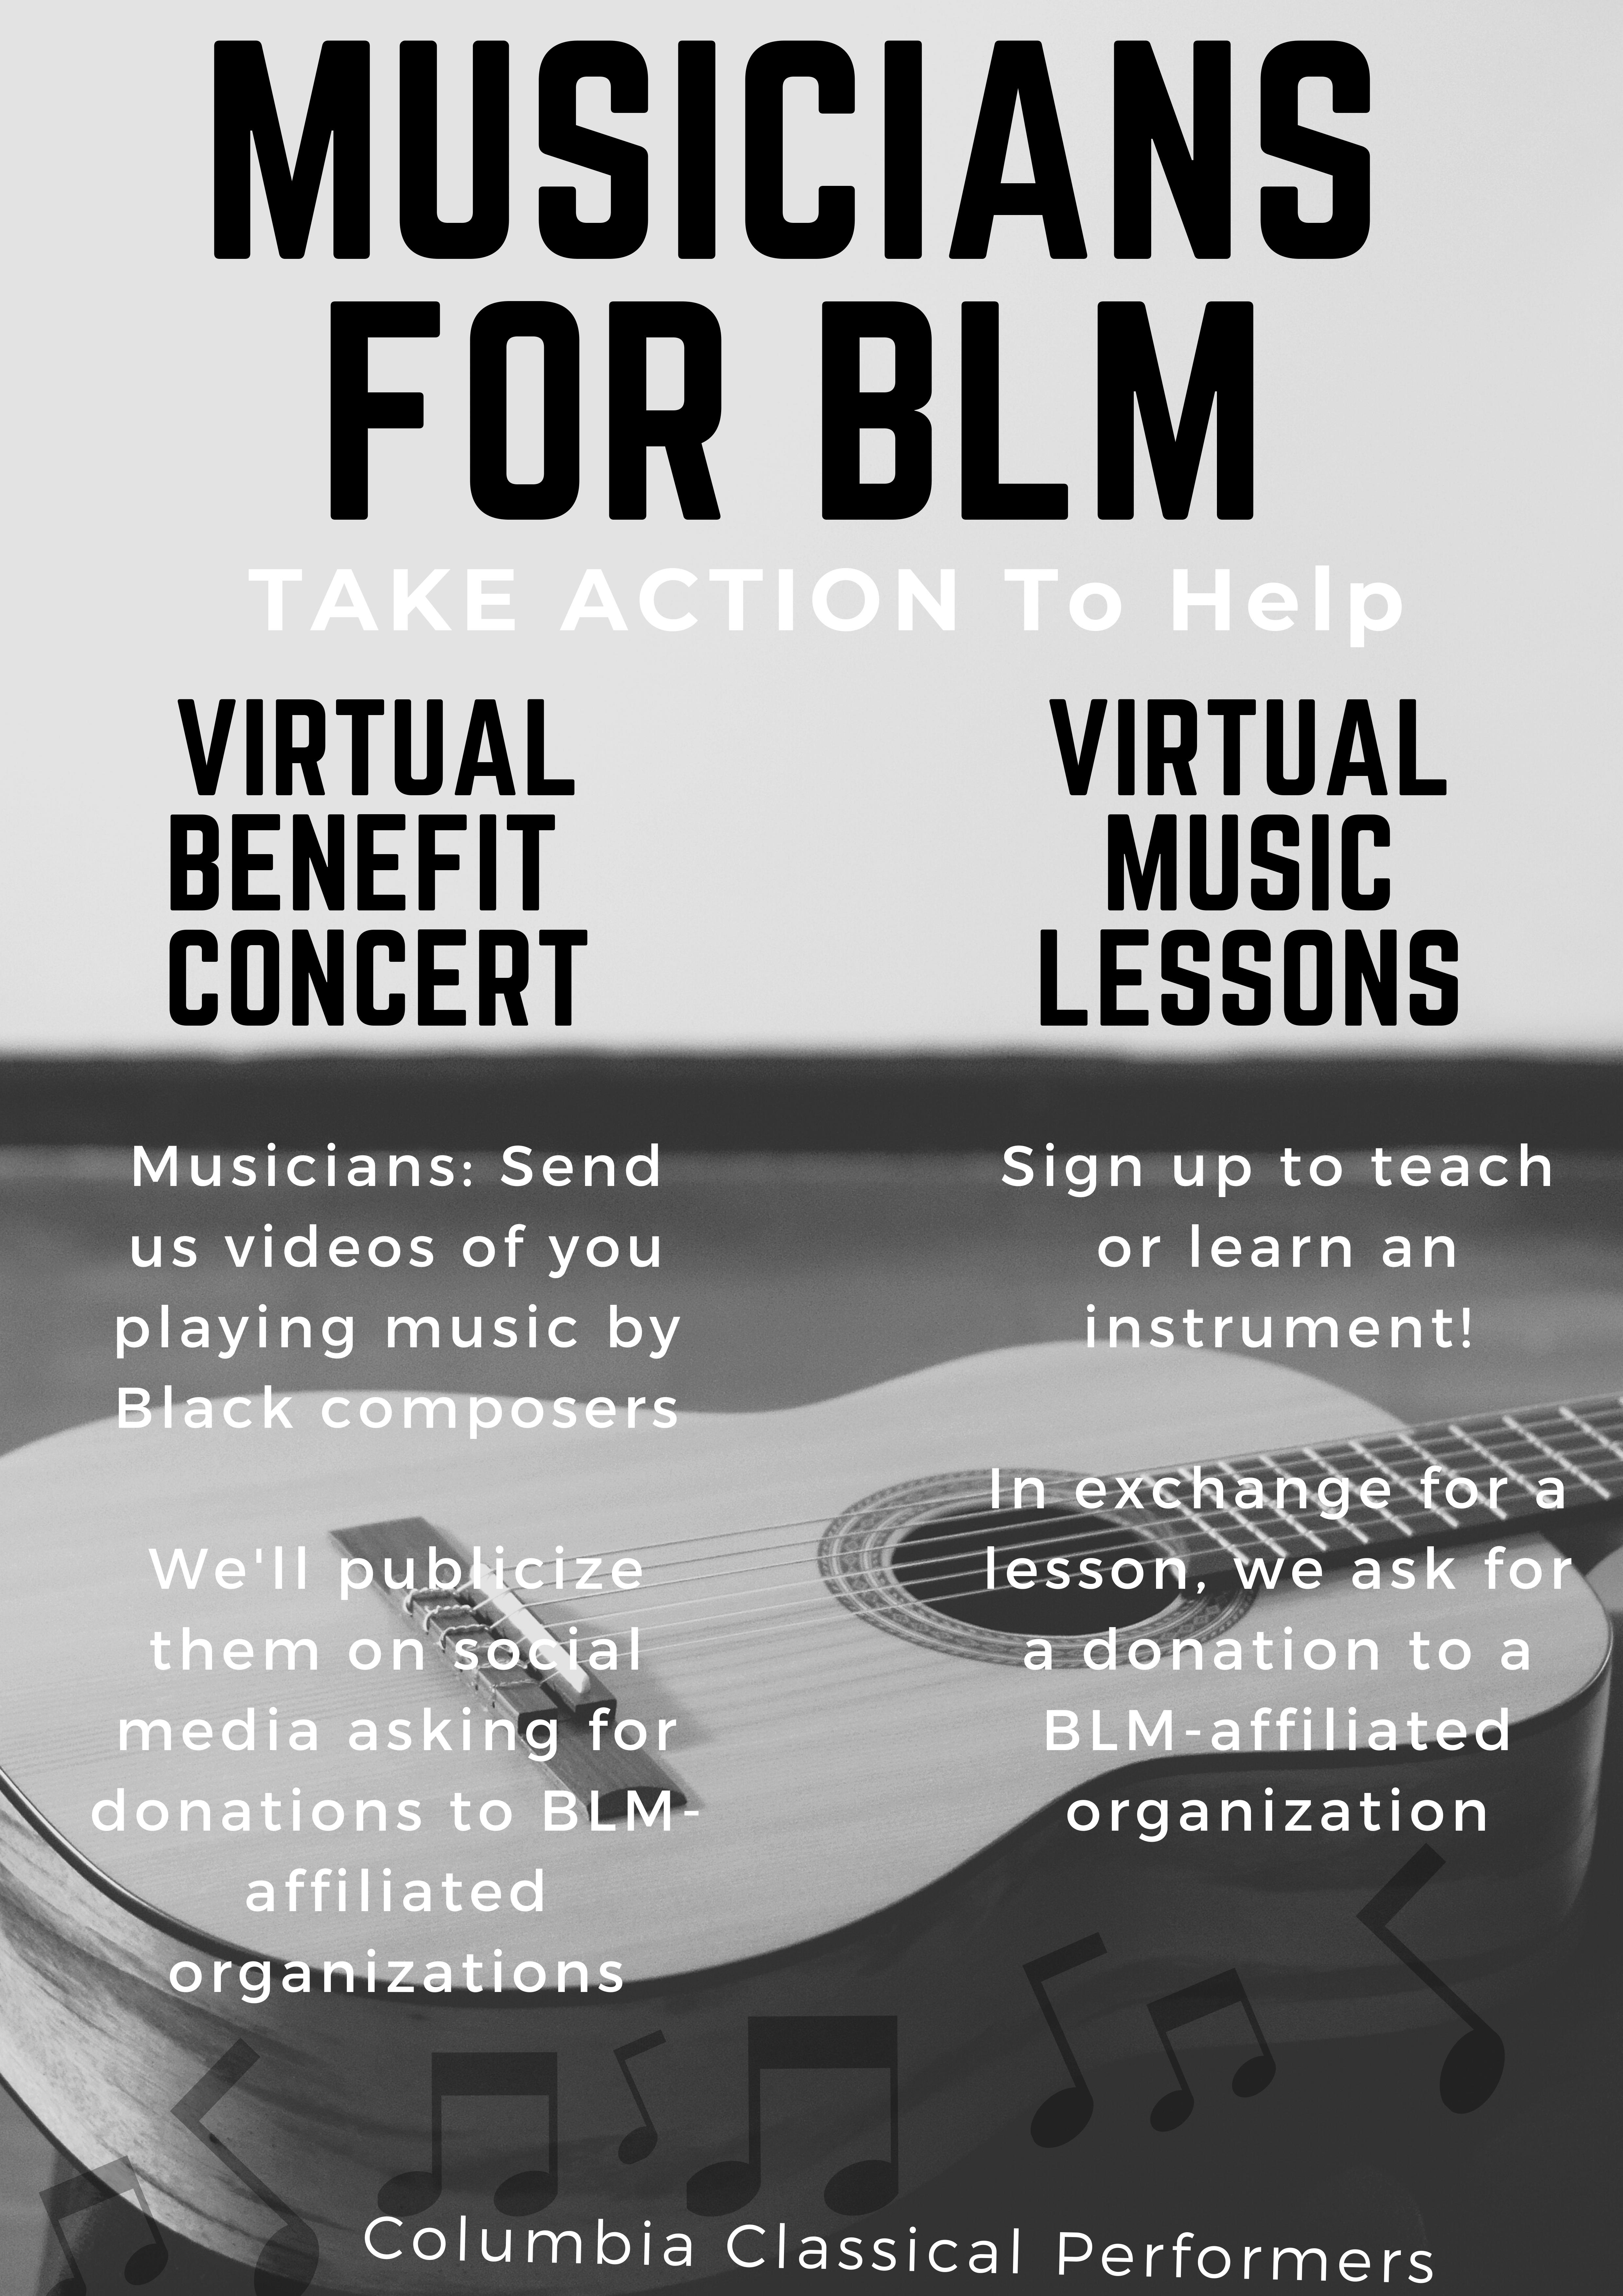 MUSICIANS
FOR BLM
TAKE ACTION To Help
VIRTUAL
BENEFIT
CONCERT
Musicians: Send
us videos of you
playing music by
Black composers
We'll publicize
them on social
media asking for
donations to BLM-
affiliated
organizations
VIRTUAL
MUSIC
LESSONS
Sign up to teach
or learn an
instrument!
In exchange for a
lesson, we ask for
a donation to a
BLM-affiliated
organization
Columbia Classical Performers